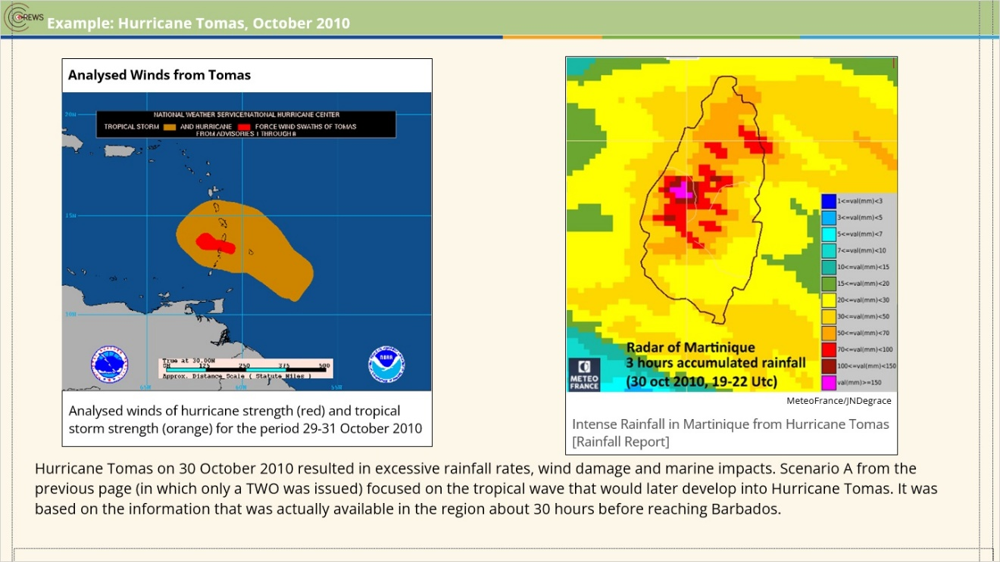 CREWS
Example: Hurricane Tomas, October 2010
Analysed Winds from Tomas
NATIONAL WEATHER SERVICE/NATIONAL HURRICANE CENTER
TROPICAL STORM AND HURRICANE FORCE WIND SWATHS OF TOMAS
FROM ADVISORIES 1 THROUGH 8
20N
15N
10N
True at 30.00N
0M 125 250 375 500
Approx. Distance Scale ( Statute Miles )
NOAA
65W 60W 55W
Analysed winds of hurricane strength (red) and tropical
storm strength (orange) for the period 29-31 October 2010
1<=val(mm)<3
3<=val(mm)<5
5<=val(mm)<7
7<=val(mm)<10
10<=val(mm)<15
15<=val(mm)<20
20<=val(mm)<30
30<=val(mm)<50
50<=val(mm)<70
70<=val(mm)<100
100<=val(mm)<150
val(mm)>=150
Radar of Martinique
3 hours accumulated rainfall
(30 oct 2010, 19-22 Utc)
METEO
FRANCE
MeteoFrance/JNDegrace
Intense Rainfall in Martinique from Hurricane Tomas
[Rainfall Report]
Hurricane Tomas on 30 October 2010 resulted in excessive rainfall rates, wind damage and marine impacts. Scenario A from the
previous page (in which only a TWO was issued) focused on the tropical wave that would later develop into Hurricane Tomas. It was
based on the information that was actually available in the region about 30 hours before reaching Barbados.